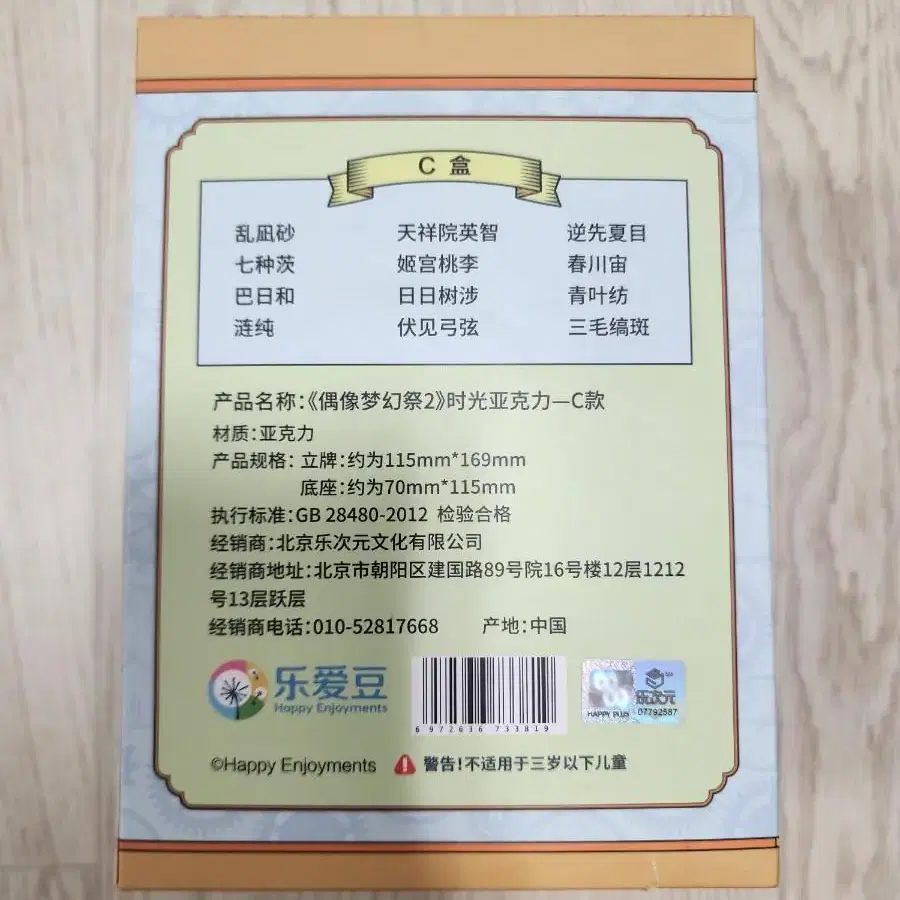 C 盒
乱凪砂 天祥院英智 逆先夏目
七种茨 姬宫桃李 春川宙
巴日和 日日树涉 青叶纺
涟纯 伏见弓弦 三毛缟斑
产品名称:《偶像梦幻祭2》时光亚克力—C款
材质:亚克力
产品规格: 立牌:约为115mm*169mm
底座:约为70mm*115mm
执行标准:GB 28480-2012 检验合格
经销商:北京乐次元文化有限公司
经销商地址:北京市朝阳区建国路89号院16号楼12层1212
号13层跃层
经销商电话:010-52817668 产地:中国
乐爱豆
Happy Enjoyments
6 972636 733819
HAPPY PLUS
乐次元
07792587
©Happy Enjoyments
警告!不适用于三岁以下儿童